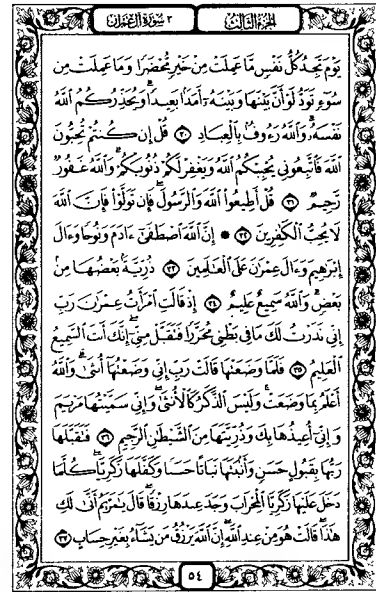 الجزء الثالث ٣ سورة آل عمران
يَوْمَ تَجِدُ كُلُّ نَفْسٍ مَّا عَمِلَتْ مِنْ خَيْرٍ مُّحْضَرًا وَمَا عَمِلَتْ مِن
سُوٓءٍ تَوَدُّ لَوْ أَنَّ بَيْنَهَا وَبَيْنَهُۥٓ أَمَدًۢا بَعِيدًا ۗ وَيُحَذِّرُكُمُ ٱللَّهُ
نَفْسَهُۥ ۗ وَٱللَّهُ رَءُوفٌۢ بِٱلْعِبَادِ ٣٠ قُلْ إِن كُنتُمْ تُحِبُّونَ
ٱللَّهَ فَٱتَّبِعُونِى يُحْبِبْكُمُ ٱللَّهُ وَيَغْفِرْ لَكُمْ ذُنُوبَكُمْ ۗ وَٱللَّهُ غَفُورٌ
رَّحِيمٌ ٣١ قُلْ أَطِيعُوا۟ ٱللَّهَ وَٱلرَّسُولَ ۖ فَإِن تَوَلَّوْا۟ فَإِنَّ ٱللَّهَ
لَا يُحِبُّ ٱلْكَٰفِرِينَ ٣٢ ۞ إِنَّ ٱللَّهَ ٱصْطَفَىٰٓ ءَادَمَ وَنُوحًا وَءَالَ
إِبْرَٰهِيمَ وَءَالَ عِمْرَٰنَ عَلَى ٱلْعَٰلَمِينَ ٣٣ ذُرِّيَّةًۢ بَعْضُهَا مِنۢ
بَعْضٍ ۗ وَٱللَّهُ سَمِيعٌ عَلِيمٌ ٣٤ إِذْ قَالَتِ ٱمْرَأَتُ عِمْرَٰنَ رَبِّ
إِنِّى نَذَرْتُ لَكَ مَا فِى بَطْنِى مُحَرَّرًا فَتَقَبَّلْ مِنِّىٓ ۖ إِنَّكَ أَنتَ ٱلسَّمِيعُ
ٱلْعَلِيمُ ٣٥ فَلَمَّا وَضَعَتْهَا قَالَتْ رَبِّ إِنِّى وَضَعْتُهَآ أُنثَىٰ وَٱللَّهُ
أَعْلَمُ بِمَا وَضَعَتْ وَلَيْسَ ٱلذَّكَرُ كَٱلْأُنثَىٰ ۖ وَإِنِّى سَمَّيْتُهَا مَرْيَمَ
وَإِنِّىٓ أُعِيذُهَا بِكَ وَذُرِّيَّتَهَا مِنَ ٱلشَّيْطَٰنِ ٱلرَّجِيمِ ٣٦ فَتَقَبَّلَهَا
رَبُّهَا بِقَبُولٍ حَسَنٍ وَأَنۢبَتَهَا نَبَاتًا حَسَنًا وَكَفَّلَهَا زَكَرِيَّا ۖ كُلَّمَا
دَخَلَ عَلَيْهَا زَكَرِيَّا ٱلْمِحْرَابَ وَجَدَ عِندَهَا رِزْقًا ۖ قَالَ يَٰمَرْيَمُ أَنَّىٰ لَكِ
هَٰذَا ۖ قَالَتْ هُوَ مِنْ عِندِ ٱللَّهِ ۖ إِنَّ ٱللَّهَ يَرْزُقُ مَن يَشَآءُ بِغَيْرِ حِسَابٍ ٣٧
٥٤